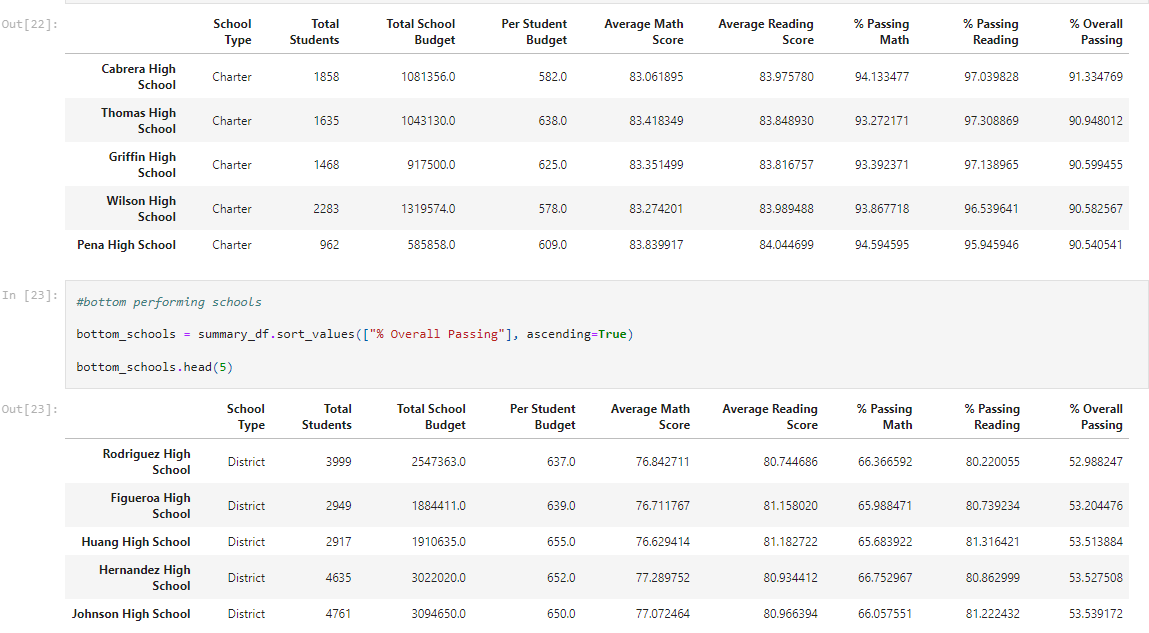 Out[22]:
School Type Total Students Total School Budget Per Student Budget Average Math Score Average Reading Score % Passing Math % Passing Reading % Overall Passing
Cabrera High School Charter 1858 1081356.0 582.0 83.061895 83.975780 94.133477 97.039828 91.334769
Thomas High School Charter 1635 1043130.0 638.0 83.418349 83.848930 93.272171 97.308869 90.948012
Griffin High School Charter 1468 917500.0 625.0 83.351499 83.816757 93.392371 97.138965 90.599455
Wilson High School Charter 2283 1319574.0 578.0 83.274201 83.989488 93.867718 96.539641 90.582567
Pena High School Charter 962 585858.0 609.0 83.839917 84.044699 94.594595 95.945946 90.540541
In [23]:
#bottom performing schools
bottom_schools = summary_df.sort_values(["% Overall Passing"], ascending=True)
bottom_schools.head(5)
Out[23]:
School Type Total Students Total School Budget Per Student Budget Average Math Score Average Reading Score % Passing Math % Passing Reading % Overall Passing
Rodriguez High School District 3999 2547363.0 637.0 76.842711 80.744686 66.366592 80.220055 52.988247
Figueroa High School District 2949 1884411.0 639.0 76.711767 81.158020 65.988471 80.739234 53.204476
Huang High School District 2917 1910635.0 655.0 76.629414 81.182722 65.683922 81.316421 53.513884
Hernandez High School District 4635 3022020.0 652.0 77.289752 80.934412 66.752967 80.862999 53.527508
Johnson High School District 4761 3094650.0 650.0 77.072464 80.966394 66.057551 81.222432 53.539172